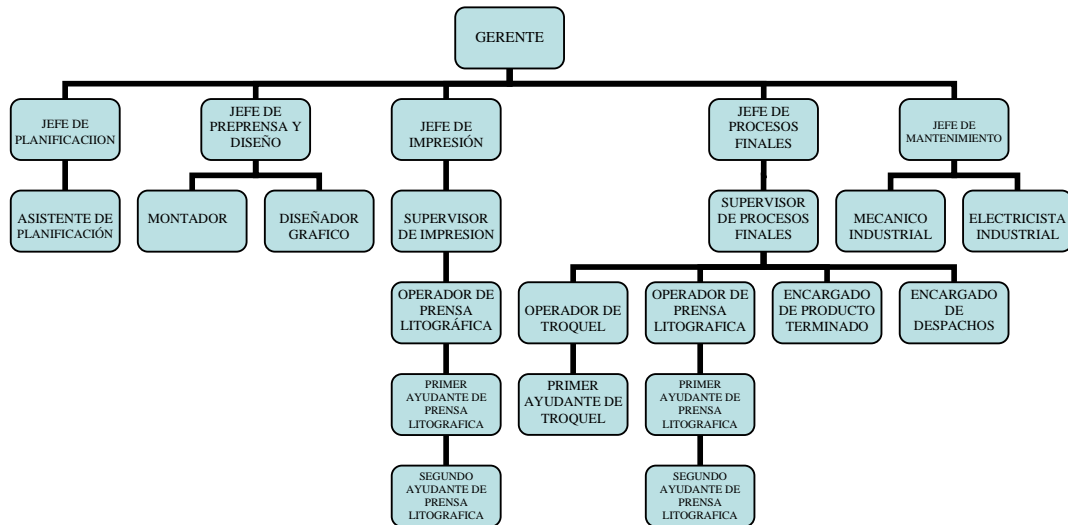 GERENTE
JEFE DE
PLANIFICACIION
JEFE DE
PREPRENSA Y
DISEÑO
JEFE DE
IMPRESIÓN
JEFE DE
PROCESOS
FINALES
JEFE DE
MANTENIMIENTO
ASISTENTE DE
PLANIFICACIÓN
MONTADOR
DISEÑADOR
GRAFICO
SUPERVISOR
DE IMPRESION
SUPERVISOR
DE PROCESOS
FINALES
MECANICO
INDUSTRIAL
ELECTRICISTA
INDUSTRIAL
OPERADOR DE
PRENSA
LITOGRÁFICA
OPERADOR DE
TROQUEL
OPERADOR DE
PRENSA
LITOGRAFICA
ENCARGADO
DE PRODUCTO
TERMINADO
ENCARGADO
DE
DESPACHOS
PRIMER
AYUDANTE DE
PRENSA
LITOGRAFICA
PRIMER
AYUDANTE DE
TROQUEL
PRIMER
AYUDANTE DE
PRENSA
LITOGRAFICA
SEGUNDO
AYUDANTE DE
PRENSA
LITOGRAFICA
SEGUNDO
AYUDANTE DE
PRENSA
LITOGRAFICA